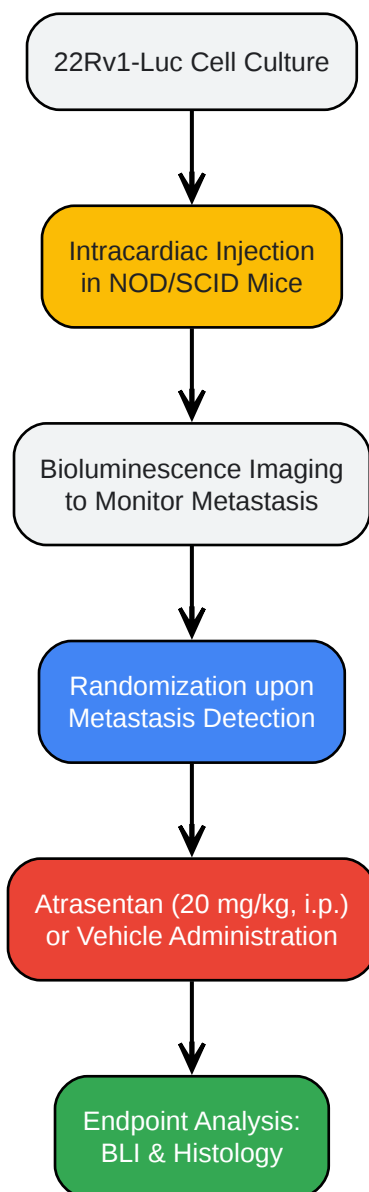 22Rv1-Luc Cell Culture
Intracardiac Injection
in NOD/SCID Mice
Bioluminescence Imaging
to Monitor Metastasis
Randomization upon
Metastasis Detection
Atrasentan (20 mg/kg, i.p.)
or Vehicle Administration
Endpoint Analysis:
BLI & Histology